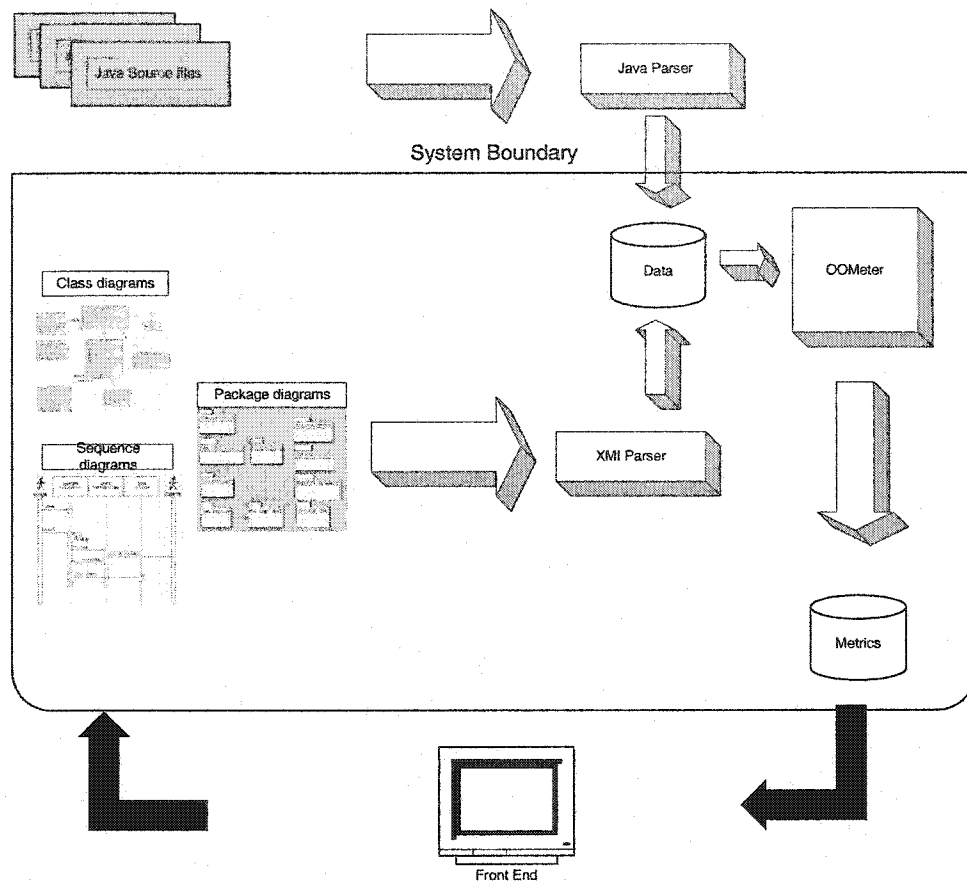 Java Source files
Java Parser
System Boundary
Data
OOMeter
Class diagrams
Package diagrams
Sequence
diagrams
XMI Parser
Metrics
Front End